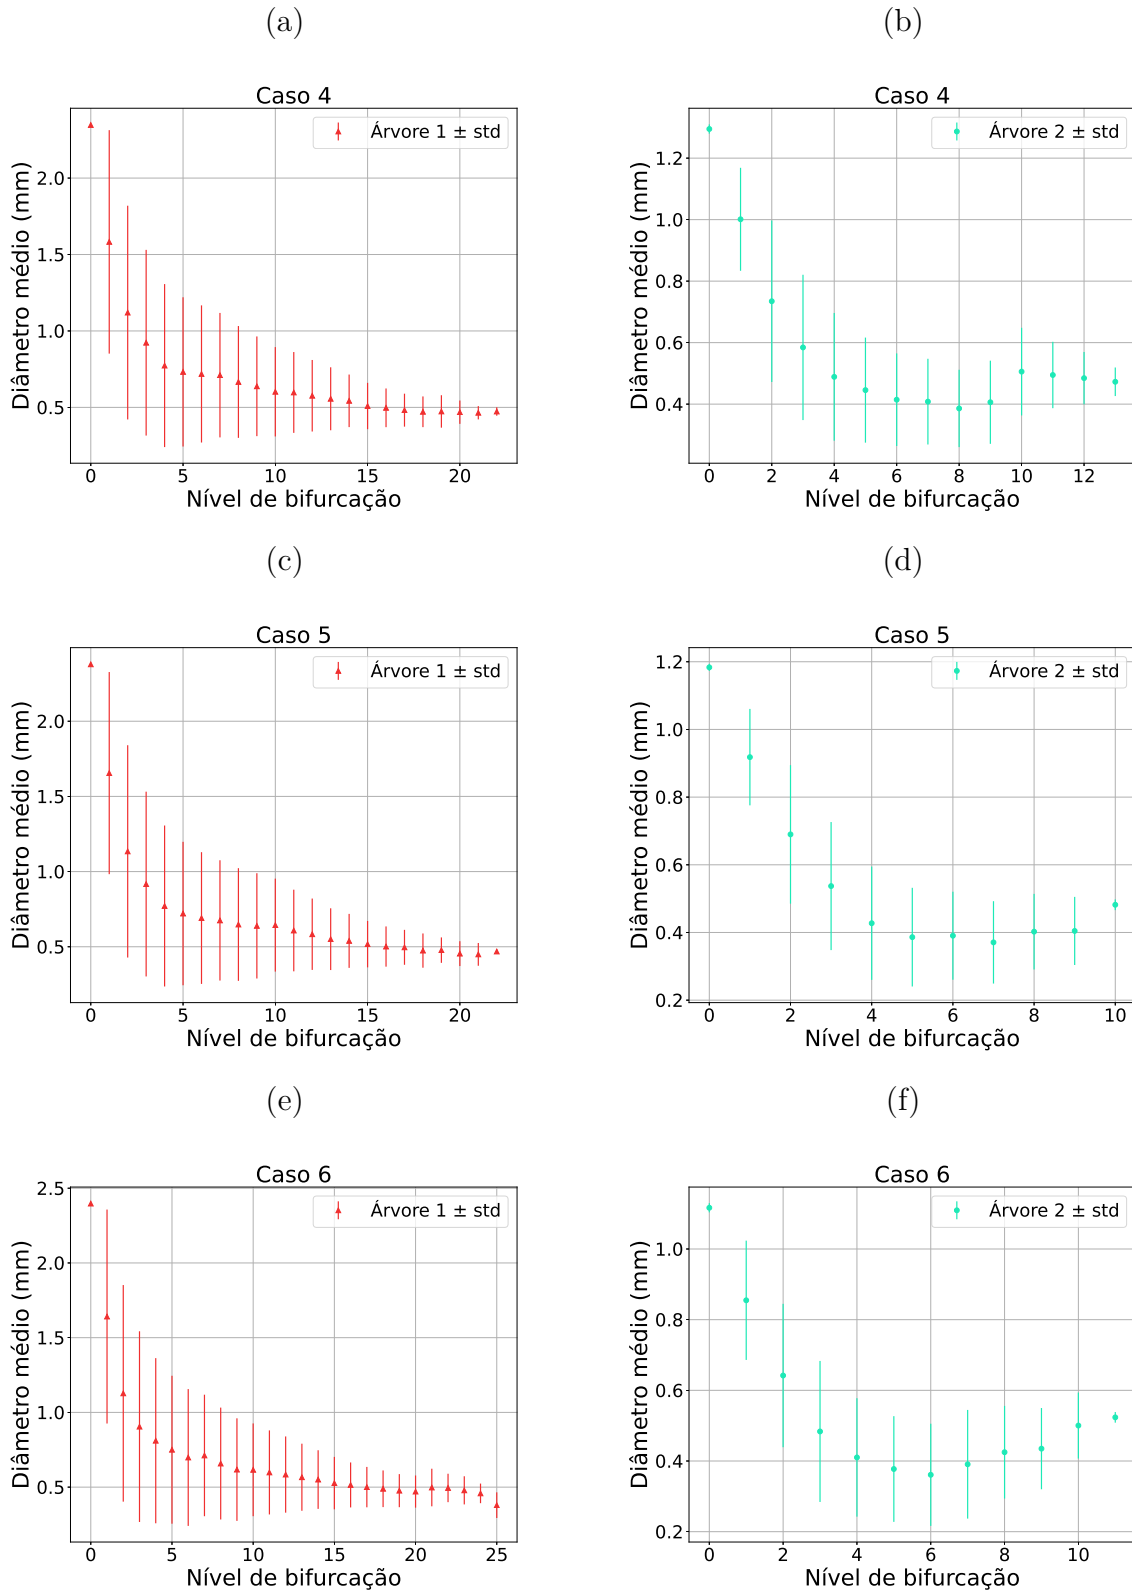 (a)
Caso 4
Árvore 1 ± std
Diâmetro médio (mm)
2.0
1.5
1.0
0.5
0 5 10 15 20
Nível de bifurcação
(b)
Caso 4
Árvore 2 ± std
Diâmetro médio (mm)
1.2
1.0
0.8
0.6
0.4
0 2 4 6 8 10 12
Nível de bifurcação
(c)
Caso 5
Árvore 1 ± std
Diâmetro médio (mm)
2.0
1.5
1.0
0.5
0 5 10 15 20
Nível de bifurcação
(d)
Caso 5
Árvore 2 ± std
Diâmetro médio (mm)
1.2
1.0
0.8
0.6
0.4
0.2
0 2 4 6 8 10
Nível de bifurcação
(e)
Caso 6
Árvore 1 ± std
Diâmetro médio (mm)
2.5
2.0
1.5
1.0
0.5
0 5 10 15 20 25
Nível de bifurcação
(f)
Caso 6
Árvore 2 ± std
Diâmetro médio (mm)
1.0
0.8
0.6
0.4
0.2
0 2 4 6 8 10
Nível de bifurcação